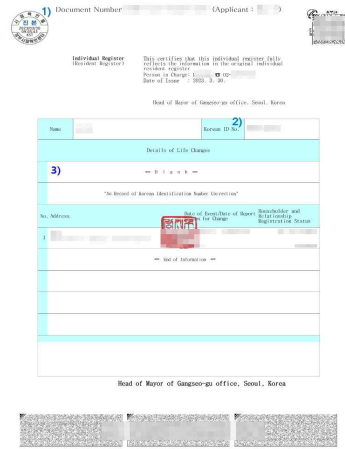 1) Document Number (Applicant : )
Individual Register
(Resident Register)
This certify that this individual register fully
reflects the information in the original individual
resident register
Person in Charge: ☎ 02-
Date of Issue : 2023. 3. 20.
Head of Mayor of Gangseo-gu office, Seoul, Korea
Name
2)
Korean ID No.
Details of Life Changes
3)
== B l a n k ==
"No Record of Korean Identification Number Correction"
No. Address
Date of Event/Date of Report
for Change
Householder and
Relationship
Registration Status
1
== End of Information ==
Head of Mayor of Gangseo-gu office, Seoul, Korea